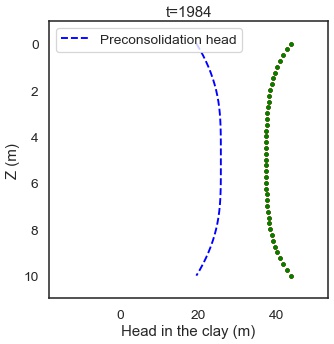 t=1984
Preconsolidation head
0
2
4
6
8
10
Z (m)
0 20 40
Head in the clay (m)